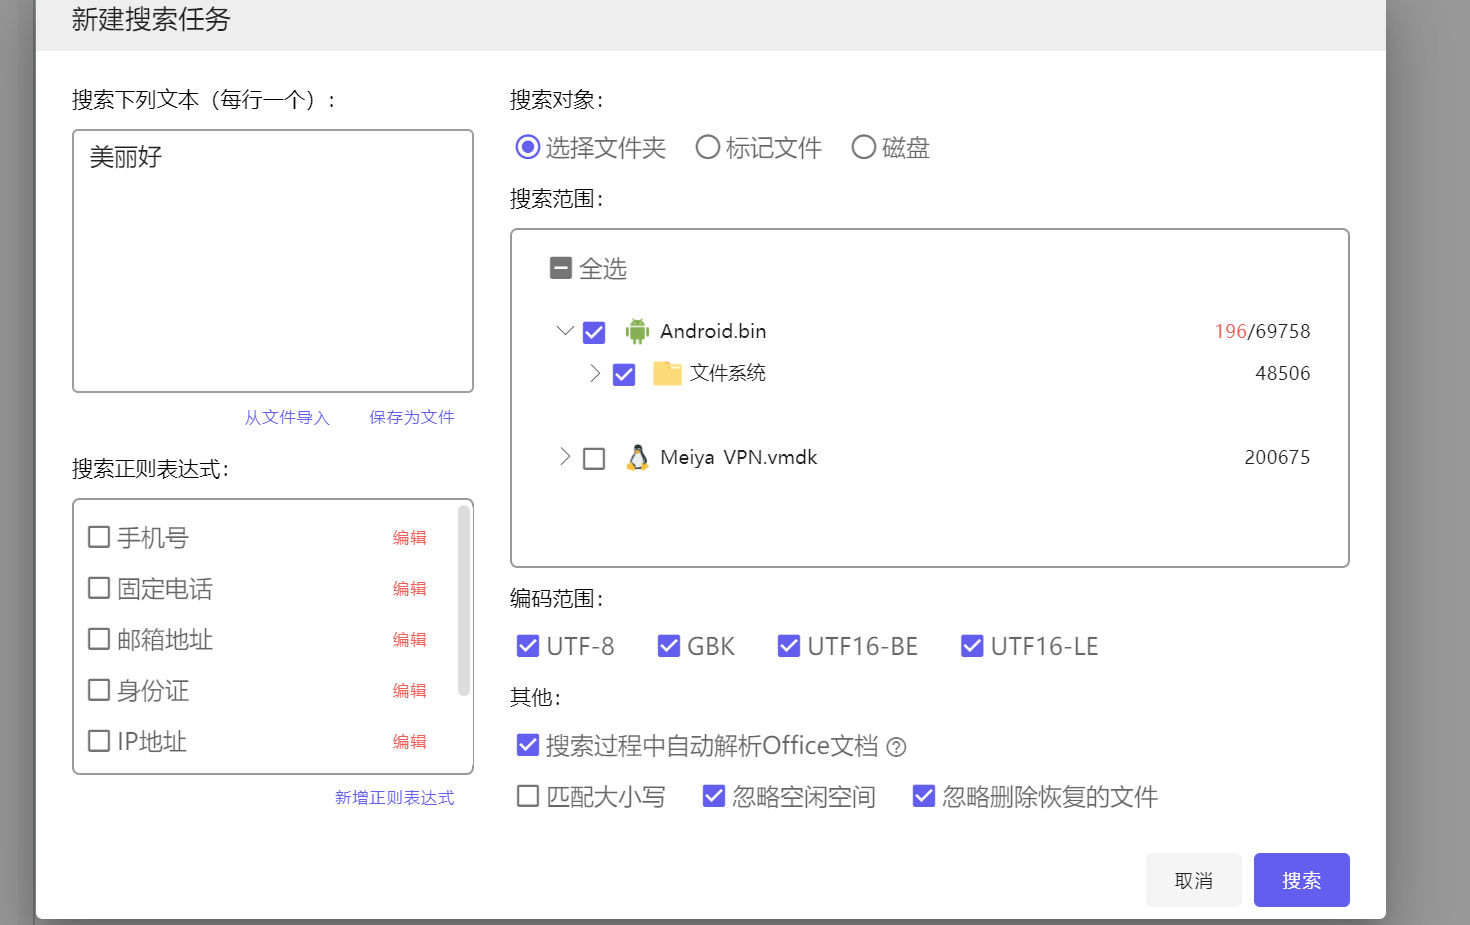 新建搜索任务
搜索下列文本（每行一个）:
美丽好
从文件导入 保存为文件
搜索正则表达式:
手机号 编辑
固定电话 编辑
邮箱地址 编辑
身份证 编辑
IP地址 编辑
新增正则表达式
搜索对象:
选择文件夹 标记文件 磁盘
搜索范围:
全选
Android.bin 196/69758
文件系统 48506
Meiya VPN.vmdk 200675
编码范围:
UTF-8 GBK UTF16-BE UTF16-LE
其他:
搜索过程中自动解析Office文档 ?
匹配大小写 忽略空闲空间 忽略删除恢复的文件
取消 搜索